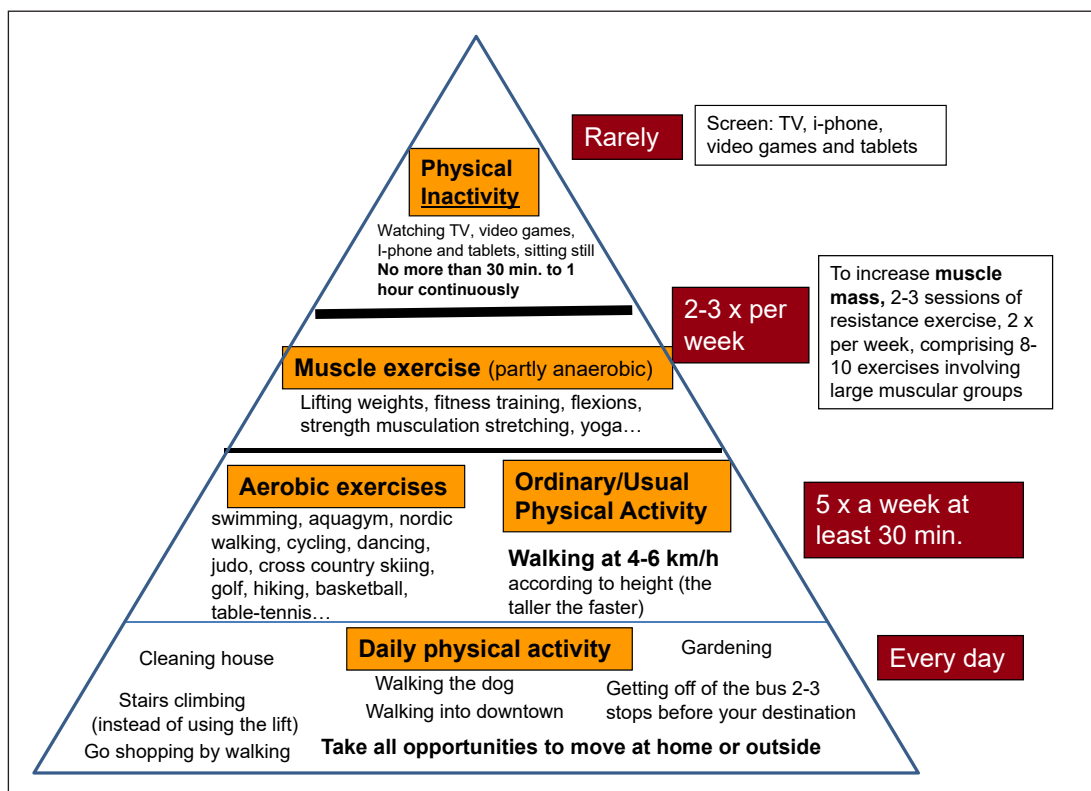 Rarely
Screen: TV, i-phone,
video games and tablets
Physical
Inactivity
Watching TV, video games,
I-phone and tablets, sitting still
No more than 30 min. to 1
hour continuously
2-3 x per
week
To increase muscle
mass, 2-3 sessions of
resistance exercise, 2 x
per week, comprising 8-
10 exercises involving
large muscular groups
Muscle exercise (partly anaerobic)
Lifting weights, fitness training, flexions,
strength musculation stretching, yoga…
Aerobic exercises
swimming, aquagym, nordic
walking, cycling, dancing,
judo, cross country skiing,
golf, hiking, basketball,
table-tennis…
Ordinary/Usual
Physical Activity
Walking at 4-6 km/h
according to height (the
taller the faster)
5 x a week at
least 30 min.
Daily physical activity
Every day
Cleaning house
Stairs climbing
(instead of using the lift)
Go shopping by walking
Walking the dog
Walking into downtown
Gardening
Getting off of the bus 2-3
stops before your destination
Take all opportunities to move at home or outside